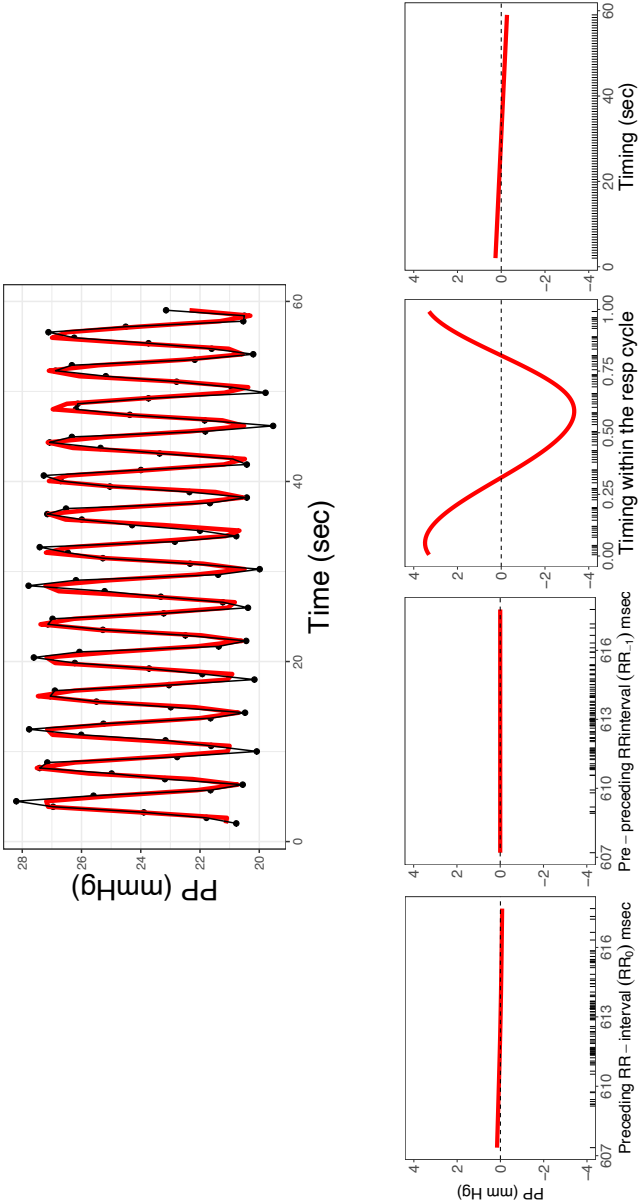 PP (mmHg)
28
26
24
22
20
0 20 40 60
Time (sec)
PP (mm Hg)
4
2
0
−2
−4
607 610 613 616
Preceding RR − interval (RR₀) msec
4
2
0
−2
−4
607 610 613 616
Pre − preceding RRinterval (RR₋₁) msec
4
2
0
−2
−4
0.00 0.25 0.50 0.75 1.00
Timing within the resp cycle
4
2
0
−2
−4
0 20 40 60
Timing (sec)